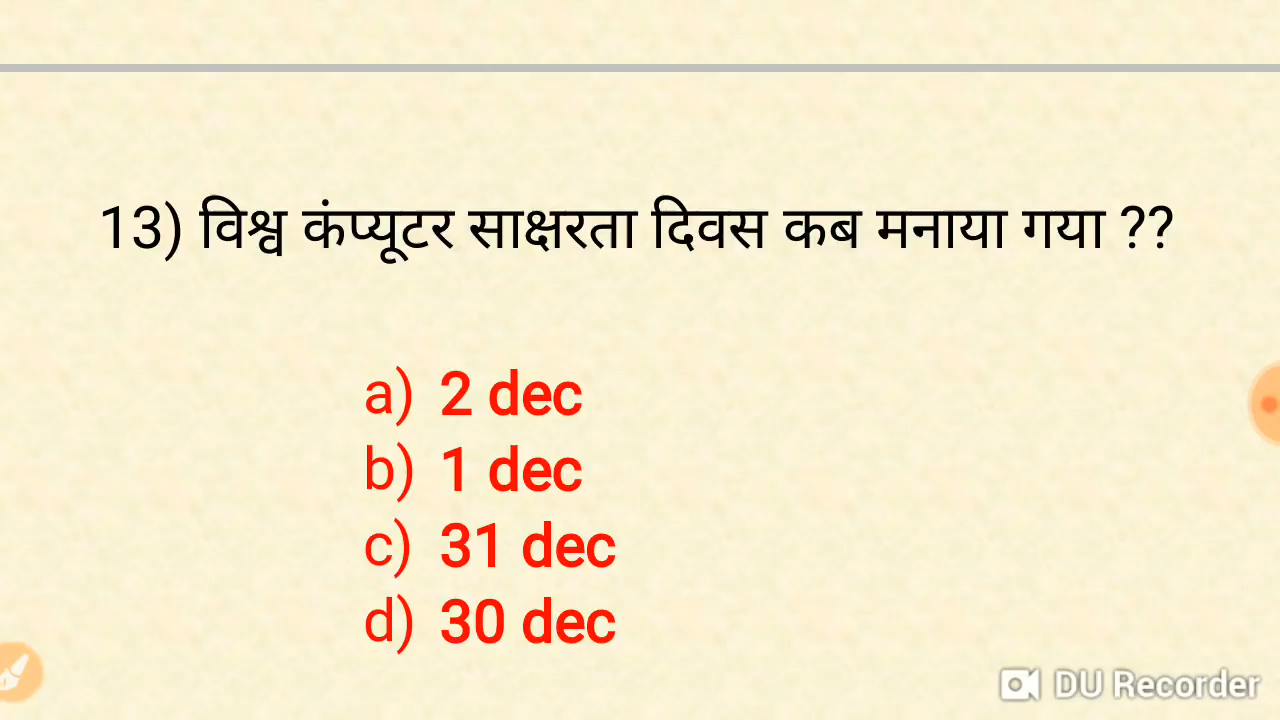 13) विश्व कंप्यूटर साक्षरता दिवस कब मनाया गया ??
a) 2 dec
b) 1 dec
c) 31 dec
d) 30 dec
DU Recorder